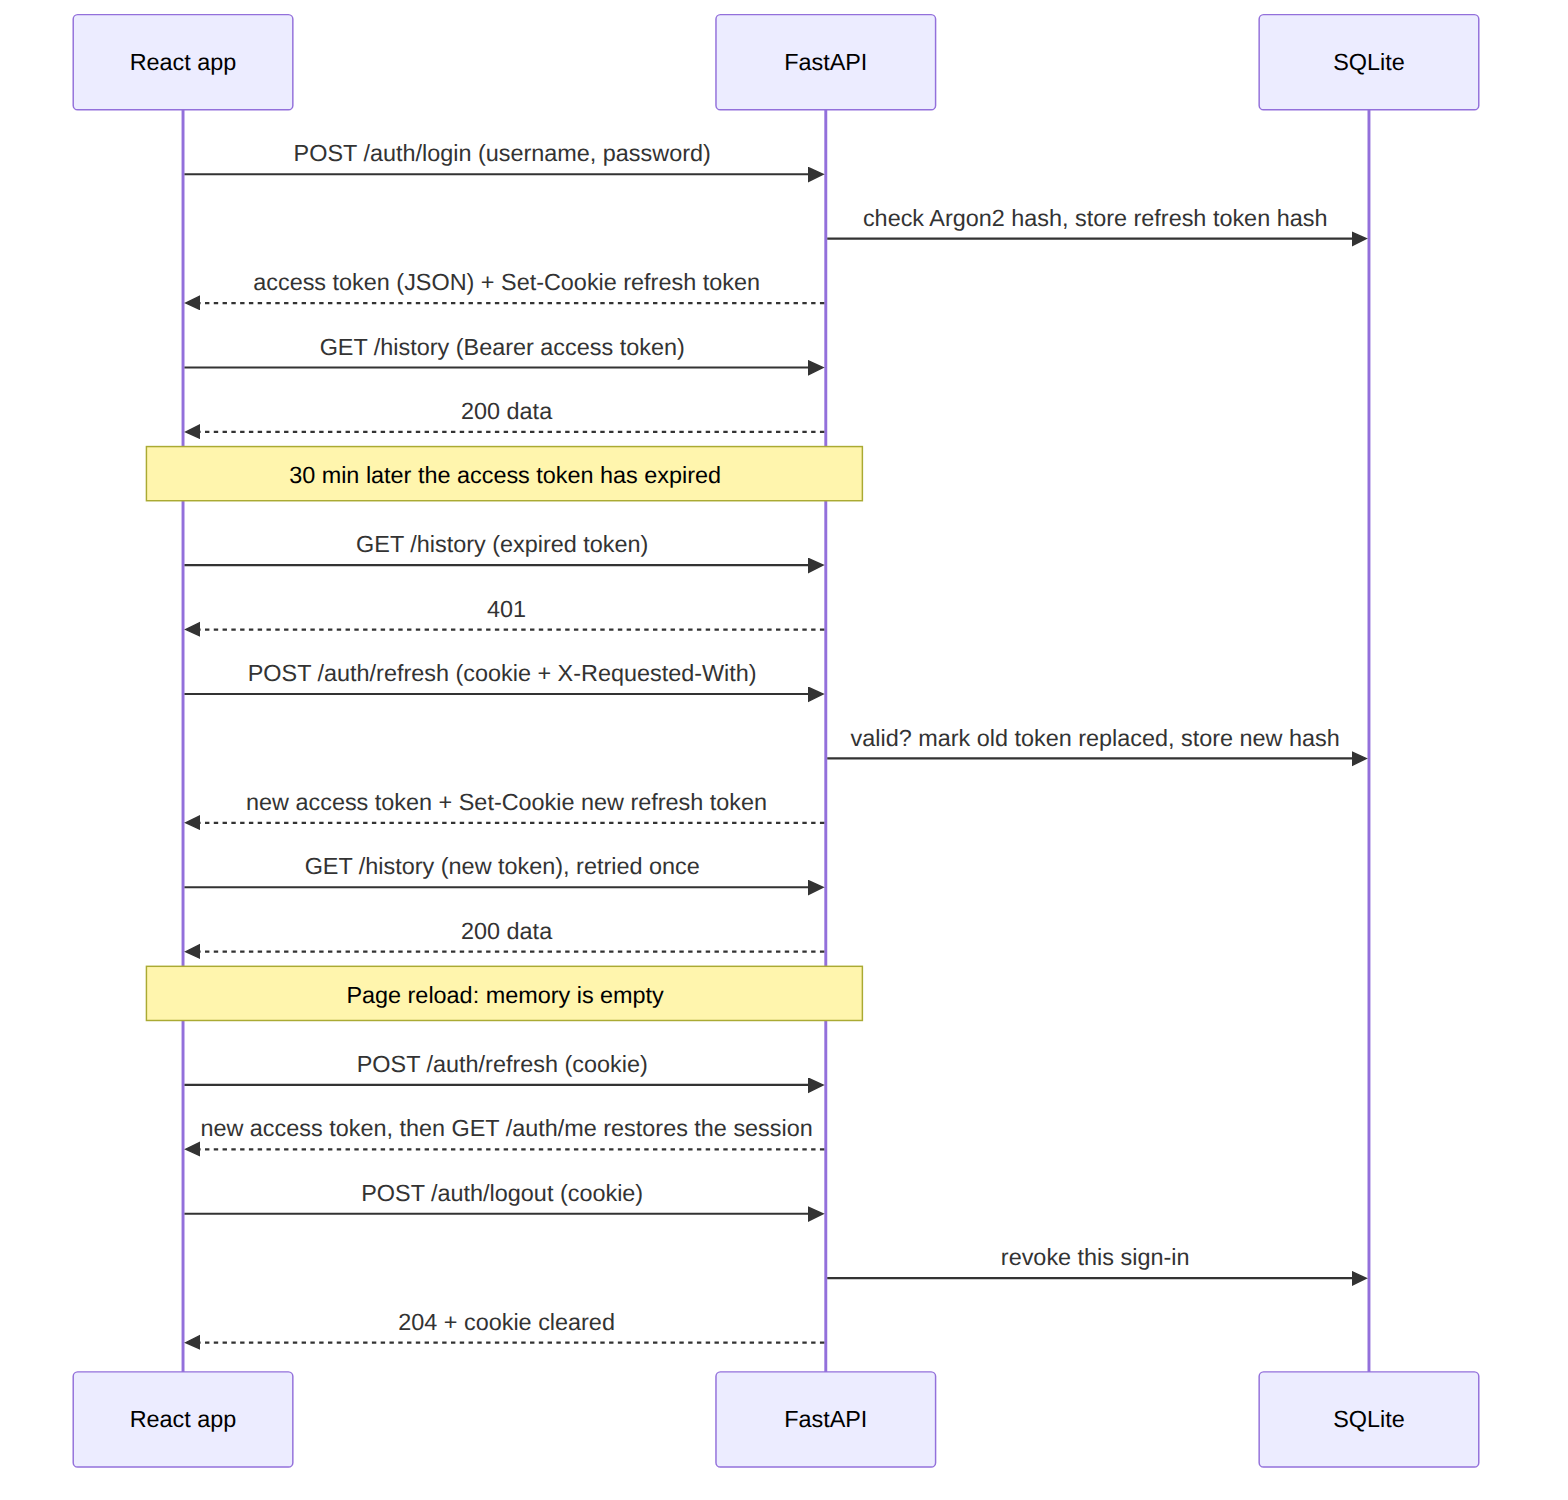 React app
FastAPI
SQLite
POST /auth/login (username, password)
check Argon2 hash, store refresh token hash
access token (JSON) + Set-Cookie refresh token
GET /history (Bearer access token)
200 data
30 min later the access token has expired
GET /history (expired token)
401
POST /auth/refresh (cookie + X-Requested-With)
valid? mark old token replaced, store new hash
new access token + Set-Cookie new refresh token
GET /history (new token), retried once
200 data
Page reload: memory is empty
POST /auth/refresh (cookie)
new access token, then GET /auth/me restores the session
POST /auth/logout (cookie)
revoke this sign-in
204 + cookie cleared
React app
FastAPI
SQLite